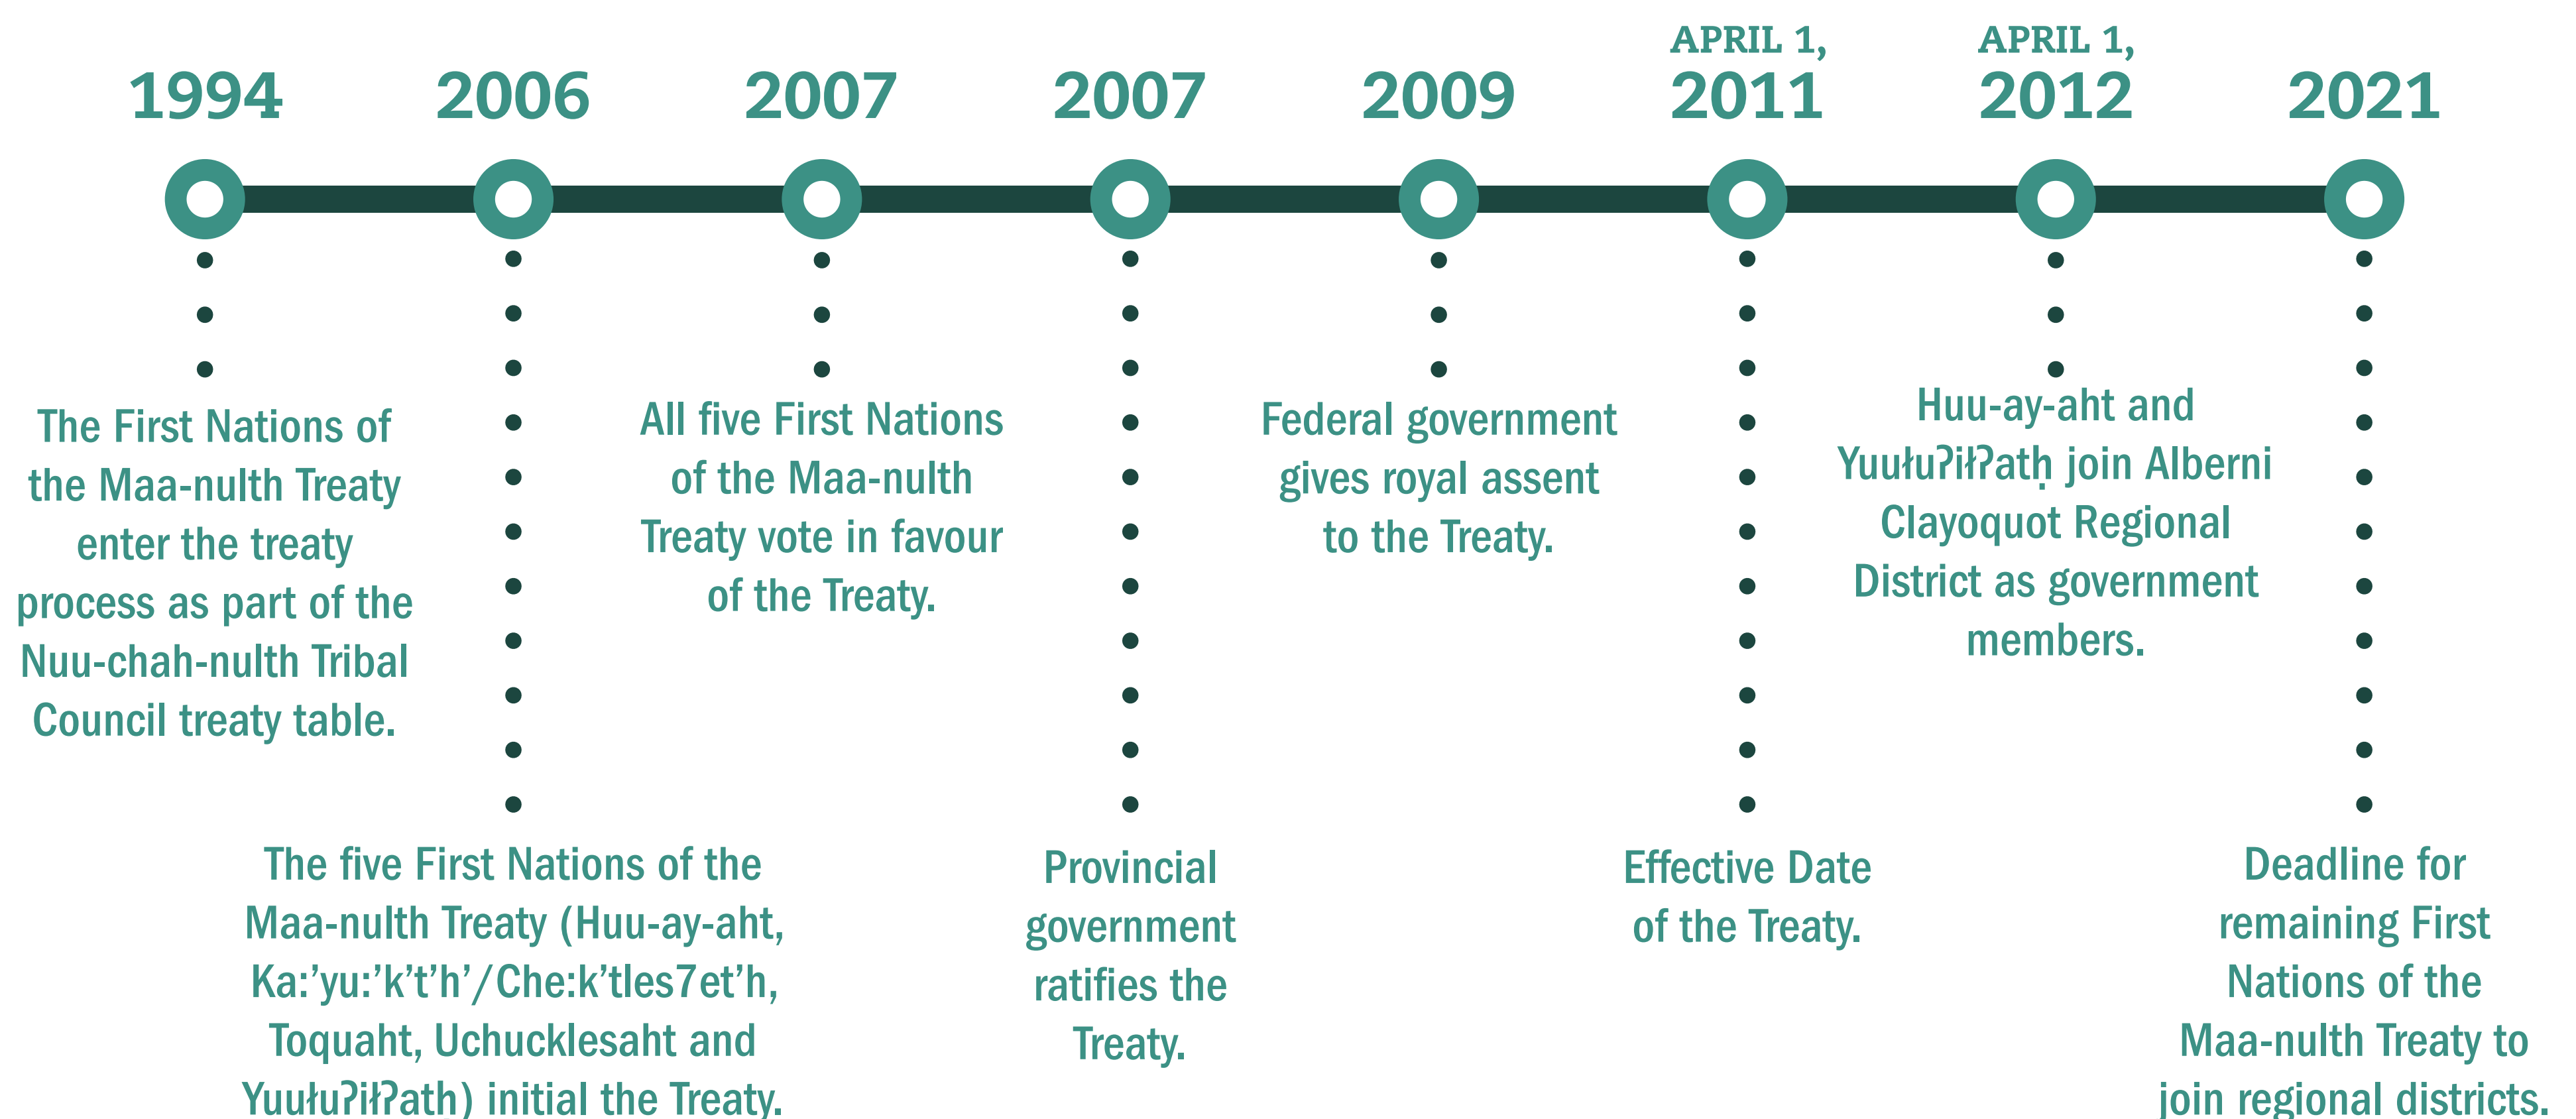 1994
The First Nations of
the Maa-nulth Treaty
enter the treaty
process as part of the
Nuu-chah-nulth Tribal
Council treaty table.
2006
The five First Nations of the
Maa-nulth Treaty (Huu-ay-aht,
Ka:’yu:’k’t’h’/Che:k’tles7et’h,
Toquaht, Uchucklesaht and
Yuułuʔiłʔatḥ) initial the Treaty.
2007
All five First Nations
of the Maa-nulth
Treaty vote in favour
of the Treaty.
2007
Provincial
government
ratifies the
Treaty.
2009
Federal government
gives royal assent
to the Treaty.
APRIL 1,
2011
Effective Date
of the Treaty.
APRIL 1,
2012
Huu-ay-aht and
Yuułuʔiłʔatḥ join Alberni
Clayoquot Regional
District as government
members.
2021
Deadline for
remaining First
Nations of the
Maa-nulth Treaty to
join regional districts.